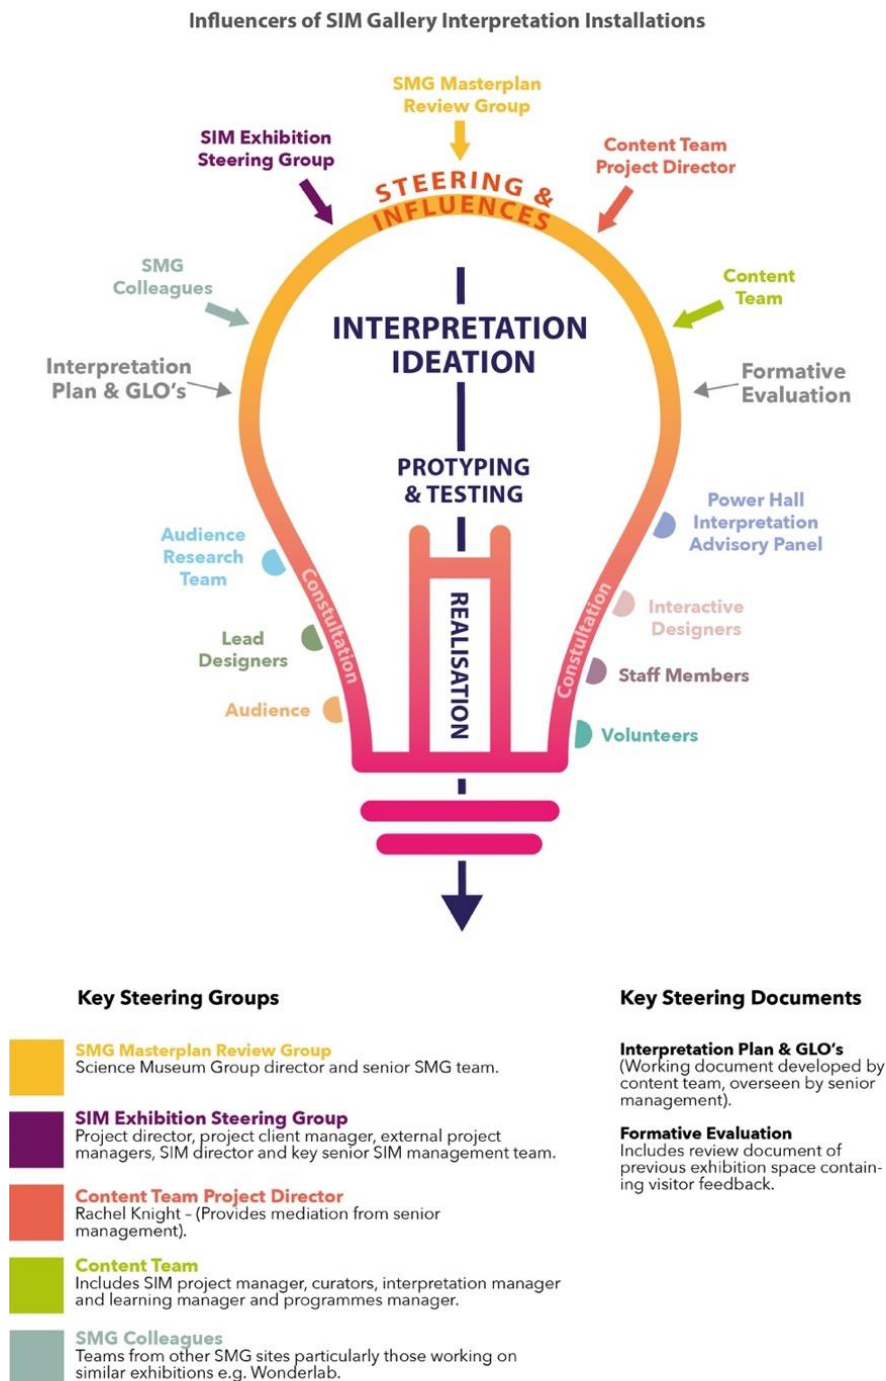 Influencers of SIM Gallery Interpretation Installations
SMG Masterplan
Review Group
SIM Exhibition
Steering Group
Content Team
Project Director
STEERING &
INFLUENCES
SMG
Colleagues
Content
Team
INTERPRETATION
IDEATION
Interpretation
Plan & GLO's
Formative
Evaluation
PROTYPING
& TESTING
Power Hall
Interpretation
Advisory Panel
Audience
Research
Team
Constultation
Constultation
REALISATION
Interactive
Designers
Lead
Designers
Staff Members
Audience
Volunteers
Key Steering Groups
SMG Masterplan Review Group
Science Museum Group director and senior SMG team.
SIM Exhibition Steering Group
Project director, project client manager, external project
managers, SIM director and key senior SIM management team.
Content Team Project Director
Rachel Knight – (Provides mediation from senior
management).
Content Team
Includes SIM project manager, curators, interpretation manager
and learning manager and programmes manager.
SMG Colleagues
Teams from other SMG sites particularly those working on
similar exhibitions e.g. Wonderlab.
Key Steering Documents
Interpretation Plan & GLO's
(Working document developed by
content team, overseen by senior
management).
Formative Evaluation
Includes review document of
previous exhibition space contain-
ing visitor feedback.